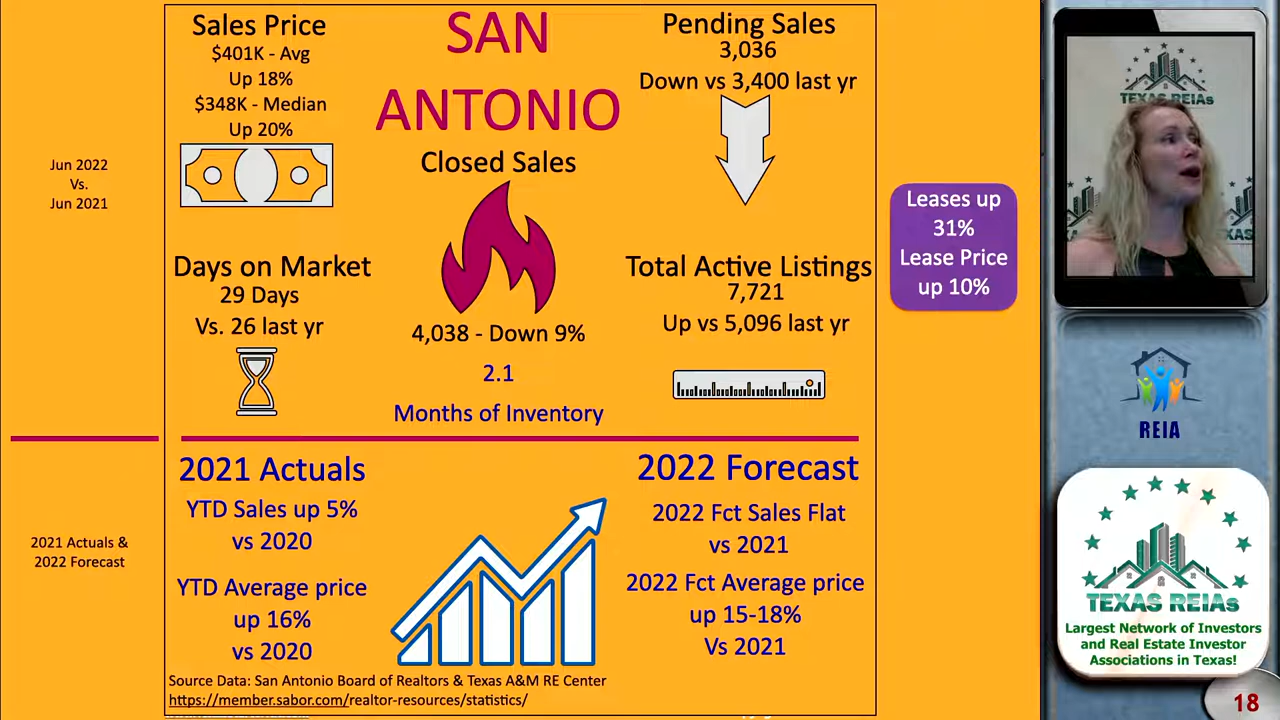 Jun 2022
Vs.
Jun 2021
2021 Actuals &
2022 Forecast
Sales Price
$401K - Avg
Up 18%
$348K - Median
Up 20%
SAN
ANTONIO
Closed Sales
4,038 - Down 9%
2.1
Months of Inventory
Pending Sales
3,036
Down vs 3,400 last yr
Days on Market
29 Days
Vs. 26 last yr
Total Active Listings
7,721
Up vs 5,096 last yr
Leases up
31%
Lease Price
up 10%
2021 Actuals
YTD Sales up 5%
vs 2020
YTD Average price
up 16%
vs 2020
2022 Forecast
2022 Fct Sales Flat
vs 2021
2022 Fct Average price
up 15-18%
Vs 2021
Source Data: San Antonio Board of Realtors & Texas A&M RE Center
https://member.sabor.com/realtor-resources/statistics/
TEXAS REIAs
REIA
TEXAS REIAs
Largest Network of Investors
and Real Estate Investor
Associations in Texas!
18